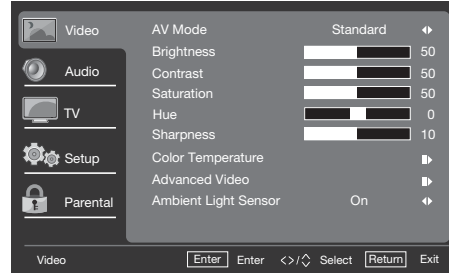 Video
Audio
TV
Setup
Parental
AV Mode Standard
Brightness 50
Contrast 50
Saturation 50
Hue 0
Sharpness 10
Color Temperature
Advanced Video
Ambient Light Sensor On
Video Enter Enter <>/ Select Return Exit